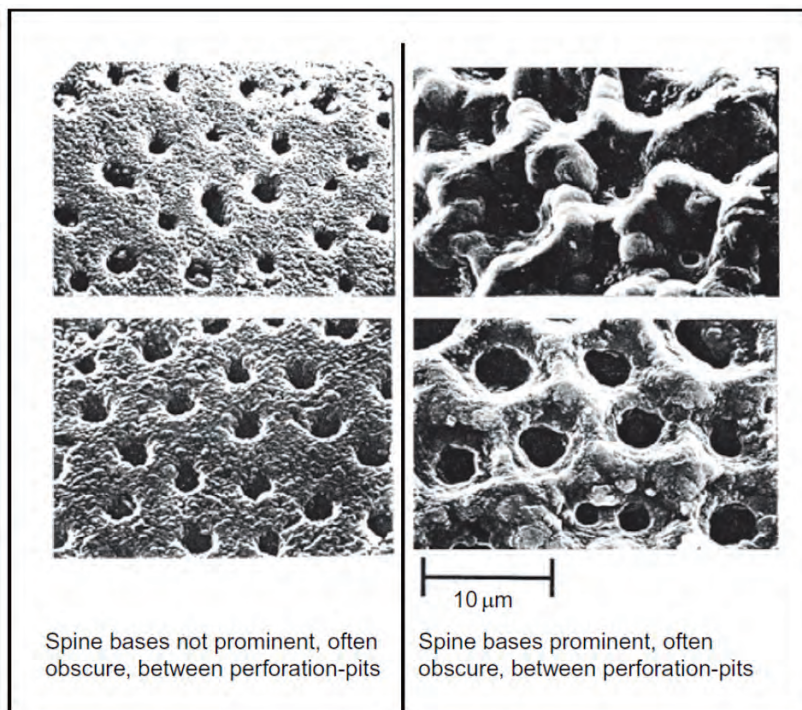 10 μm
Spine bases not prominent, often
obscure, between perforation-pits
Spine bases prominent, often
obscure, between perforation-pits